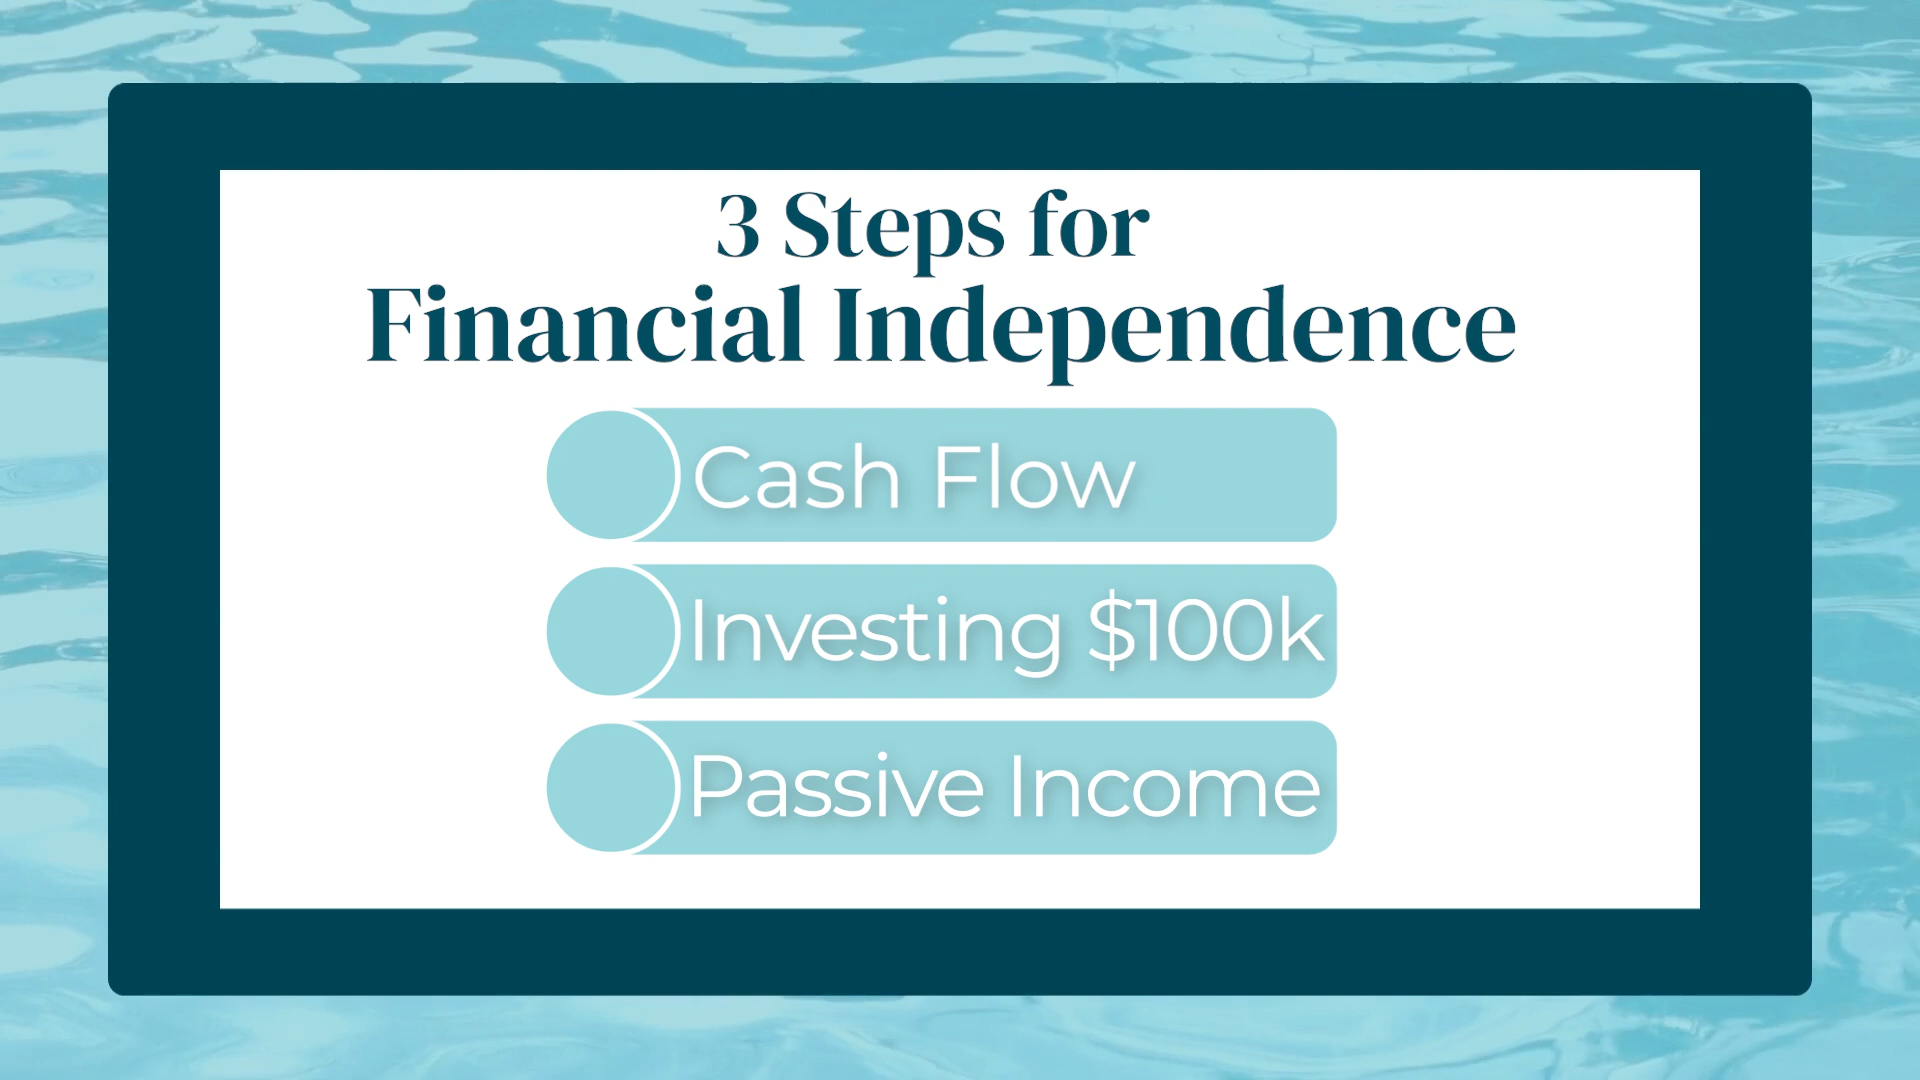 3 Steps for
Financial Independence
Cash Flow
Investing $100k
Passive Income